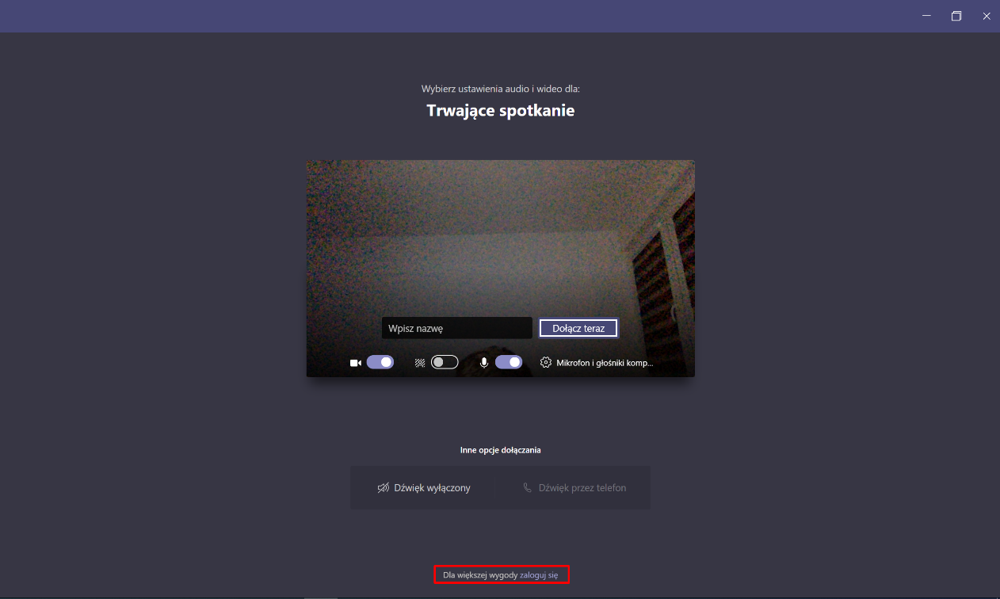 Wybierz ustawienia audio i wideo dla:
Trwające spotkanie
Wpisz nazwę
Dołącz teraz
Mikrofon i głośniki komp...
Inne opcje dołączania
Dźwięk wyłączony
Dźwięk przez telefon
Dla większej wygody zaloguj się